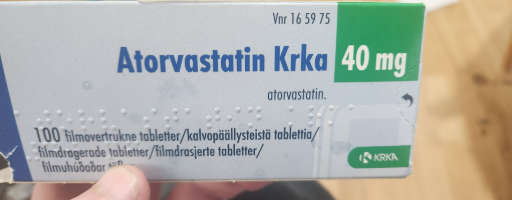 Vnr 16 59 75
Atorvastatin Krka 40 mg
atorvastatin.
100 filmovertrukne tabletter/kalvopäällysteistä tablettia/
filmdragerade tabletter/filmdrasjerte tabletter/
filmuhúðaðar
KRKA